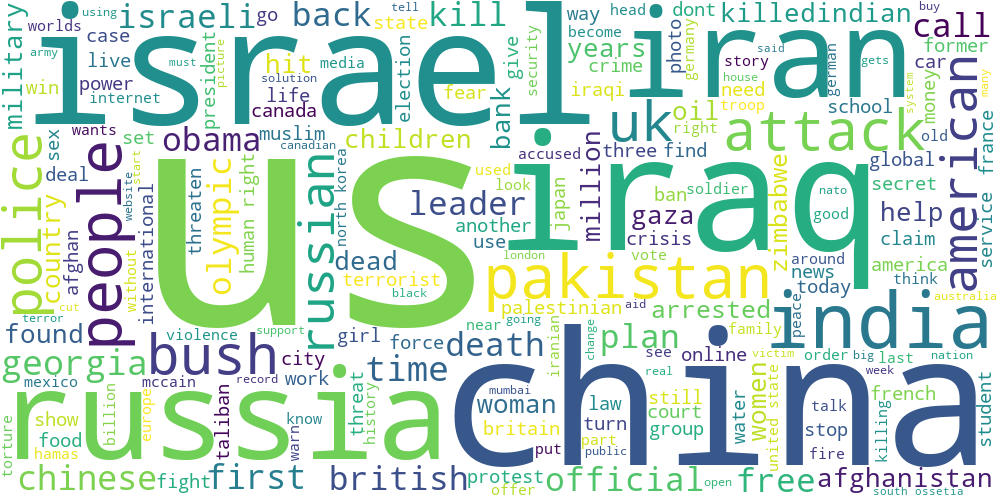 military
worlds
using
israeli
go
back
tell
state
kill
way
become
head
dont
killed
indian
buy
call
army
case
live
win
power
internet
must
picture
president
hit
solution
life
canada
media
election
fear
give
security
years
crime
iraqi
photo
germany
said
story
house
need
troop
german
gets
car
school
system
money
many
former
israel
iran
police
people
sex
wants
set
deal
start
website
obama
muslim
canadian
children
bank
accused
uk
three
find
oil
right
attack
old
global
american
france
service
country
afghan
without
international
threaten
olympic
human right
russian
north korea
used
look
leader
another
use
japan
million
ban
soldier
gaza
crisis
vote
zimbabwe
nato
good
secret
help
claim
us
iraq
dead
terrorist
black
london
pakistan
palestinian
aid
arrested
america
around
news
today
peace
think
australia
india
cut
terror
found
georgia
violence
bush
support
girl
city
near
force
going
death
iranian
change
plan
see
family
online
victim
order
big
last
nation
week
mexico
mccain
record
work
time
threat
history
woman
mumbai
britain
law
turn
real
still
court
group
water
women
united state
talk
stop
fire
french
killing
student
russia
china
torture
show
food
hamas
billion
europe
taliban
know
warn
put
part
public
chinese
fight
first
british
protest
offer
official
open
free
afghanistan
south ossetia